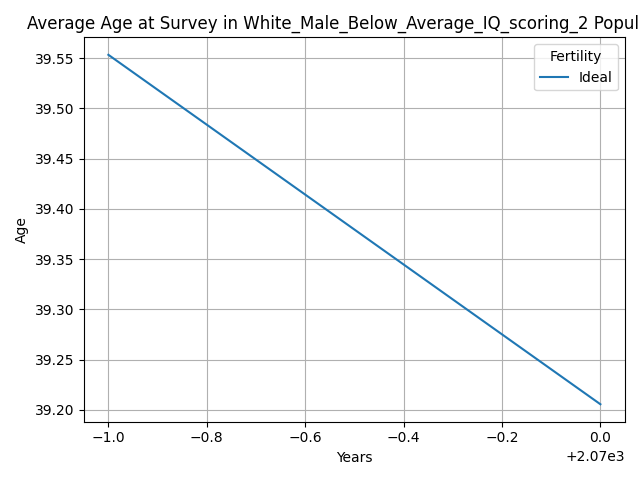 Average Age at Survey in White_Male_Below_Average_IQ_scoring_2 Popul
Fertility
Ideal
39.55
39.50
39.45
39.40
39.35
39.30
39.25
39.20
Age
−1.0 −0.8 −0.6 −0.4 −0.2 0.0
+2.07e3
Years